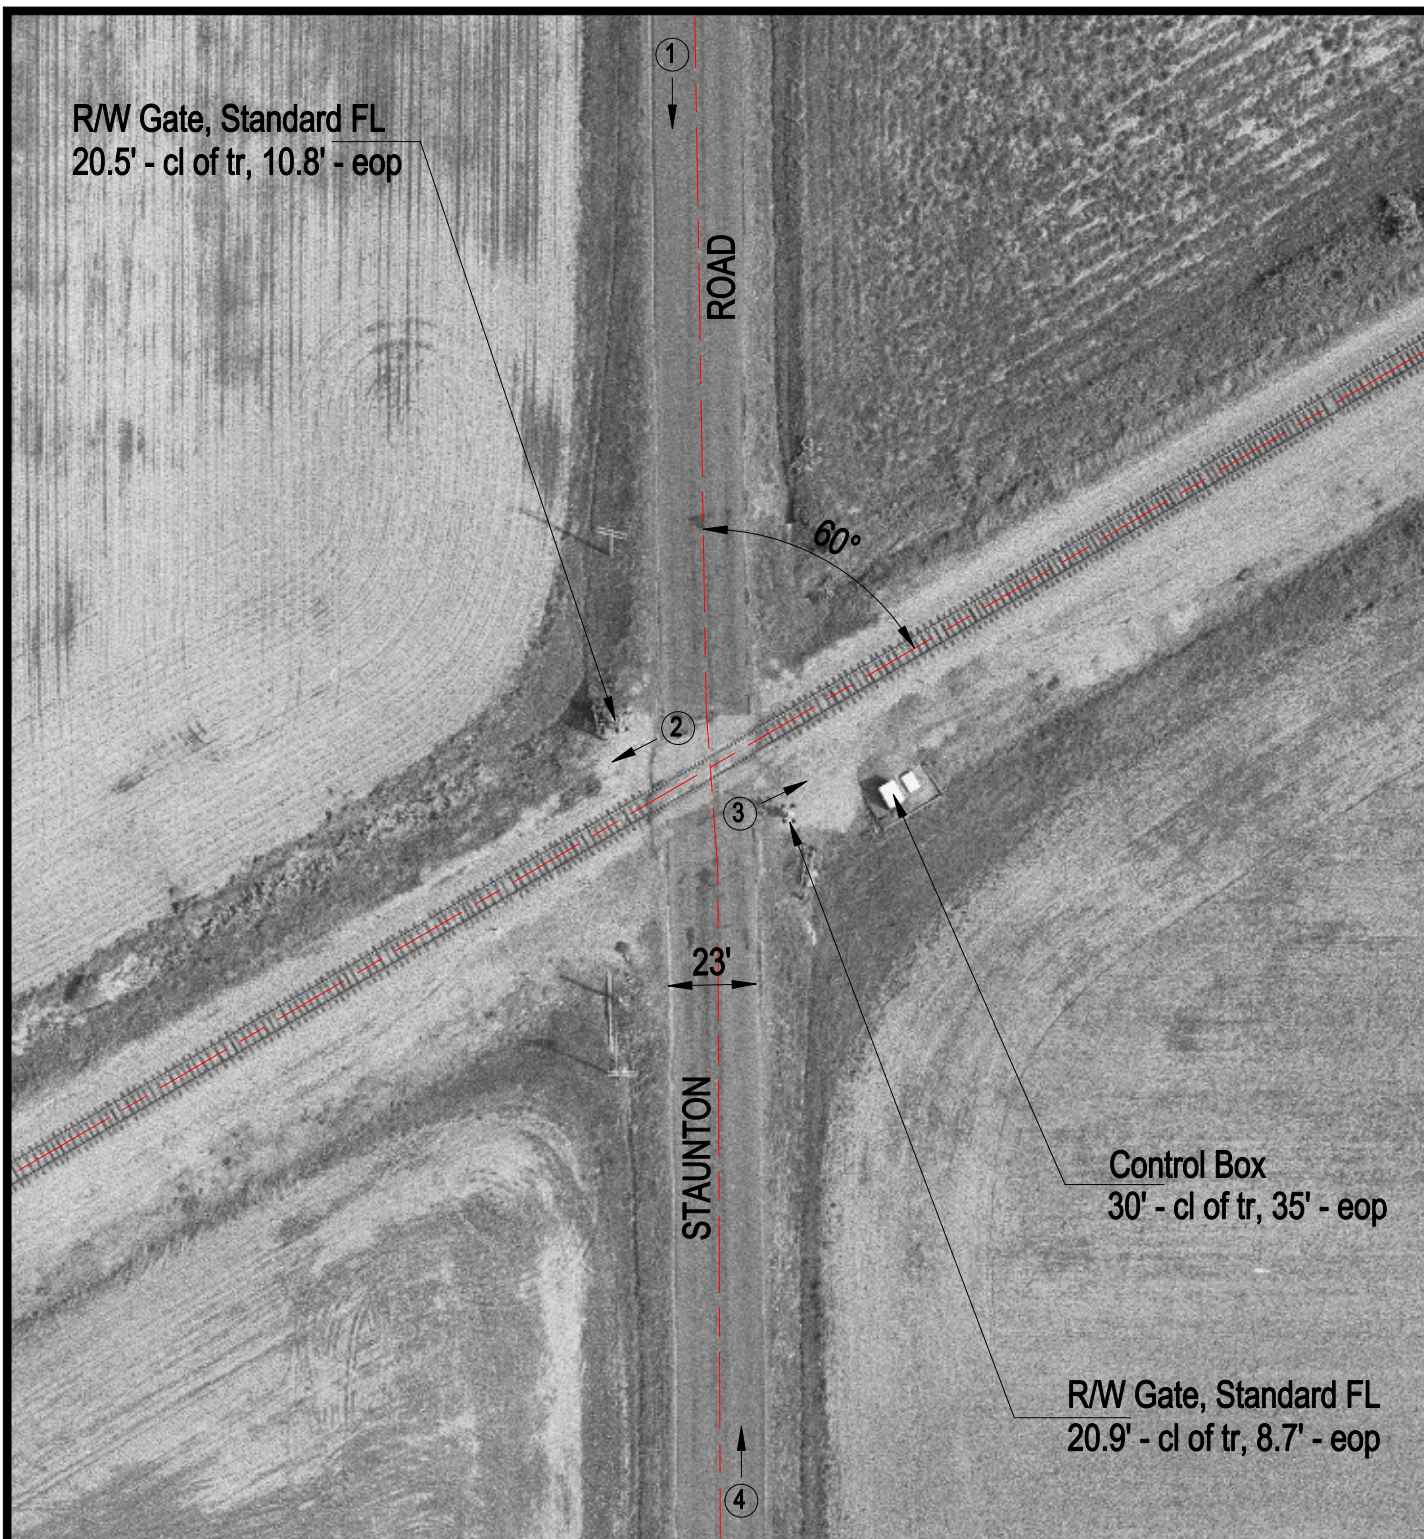 1
R/W Gate, Standard FL
20.5' - cl of tr, 10.8' - eop
ROAD
60°
2
3
23'
STAUNTON
Control Box
30' - cl of tr, 35' - eop
R/W Gate, Standard FL
20.9' - cl of tr, 8.7' - eop
4